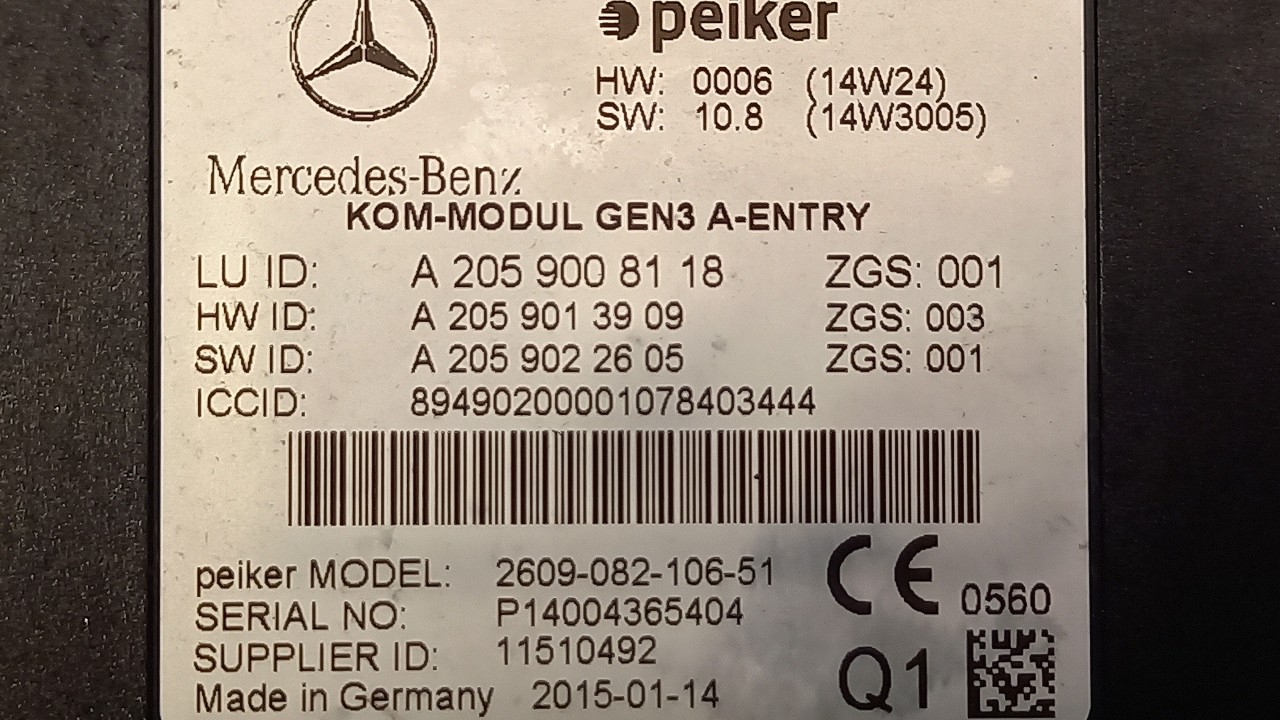 peiker
HW: 0006 (14W24)
SW: 10.8 (14W3005)
Mercedes-Benz
KOM-MODUL GEN3 A-ENTRY
LU ID: A 205 900 81 18 ZGS: 001
HW ID: A 205 901 39 09 ZGS: 003
SW ID: A 205 902 26 05 ZGS: 001
ICCID: 89490200001078403444
peiker MODEL: 2609-082-106-51
CE 0560
SERIAL NO: P14004365404
SUPPLIER ID: 11510492
Q1
Made in Germany 2015-01-14